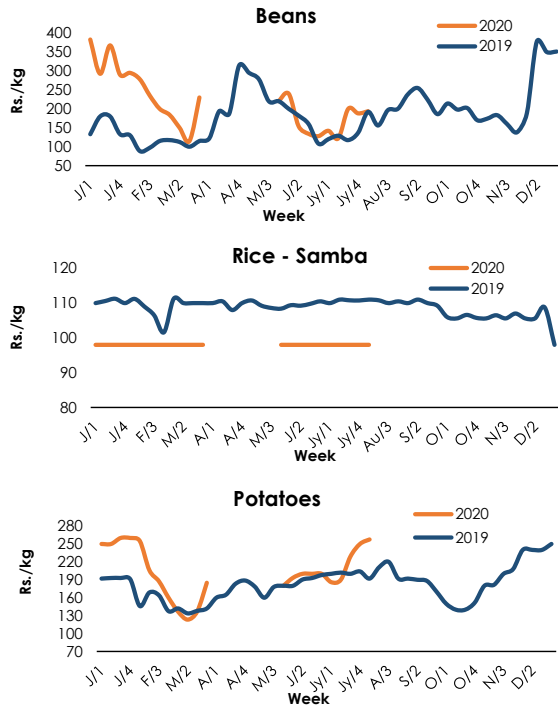 Beans
Rs./kg
400
350
300
250
200
150
100
50
2020
2019
J/1
J/4
F/3
M/2
A/1
A/4
M/3
J/2
Jy/1
Jy/4
Au/3
S/2
O/1
O/4
N/3
D/2
Week
Rice - Samba
Rs./kg
120
110
100
90
80
2020
2019
J/1
J/4
F/3
M/2
A/1
A/1
M/3
J/2
Jy/1
Jy/4
Au/3
S/2
O/1
O/4
N/3
D/2
Week
Potatoes
Rs./kg
280
250
220
190
160
130
100
70
2020
2019
J/1
J/4
F/3
M/2
A/1
A/4
M/3
J/2
Jy/1
Jy/4
A/3
S/2
O/1
O/4
N/3
D/2
Week